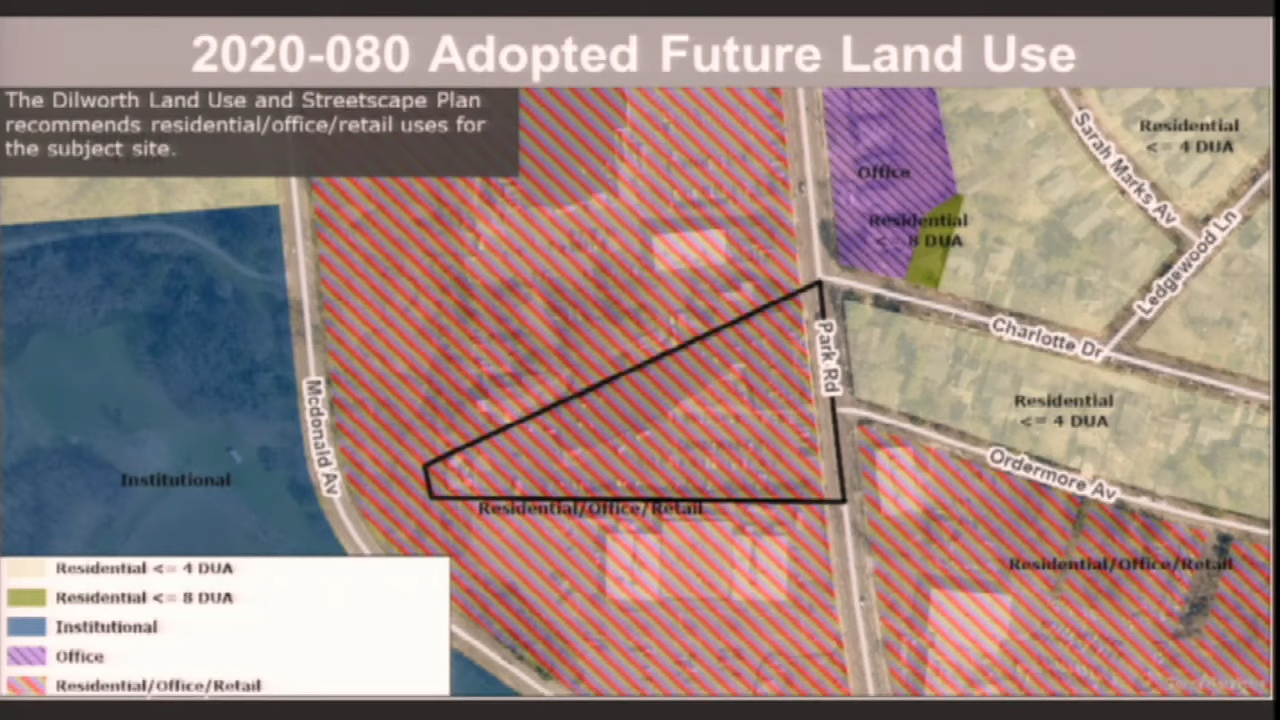 2020-080 Adopted Future Land Use
The Dilworth Land Use and Streetscape Plan
recommends residential/office/retail uses for
the subject site.
Sarah Marks Av
Residential
<= 4 DUA
Office
Residential
<= 8 DUA
Ledgewood Ln
Charlotte Dr
Park Rd
Mcdonald Av
Residential
<= 4 DUA
Ordermore Av
Institutional
Residential/Office/Retail
Residential/Office/Retail
Residential <= 4 DUA
Residential <= 8 DUA
Institutional
Office
Residential/Office/Retail